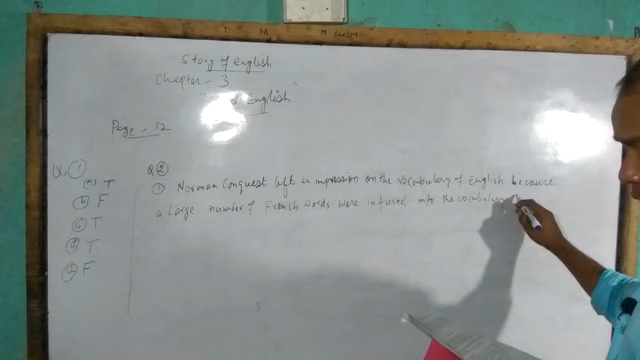 Story of English
Chapter - 3
English"
Page - 12
Q. 1
(a) T
(b) F
(c) T
(d) T
(e) F
Q 2
① Norman Conquest left an impression on the vocabulary of English because
a large number of French words were infused into the vocabulary